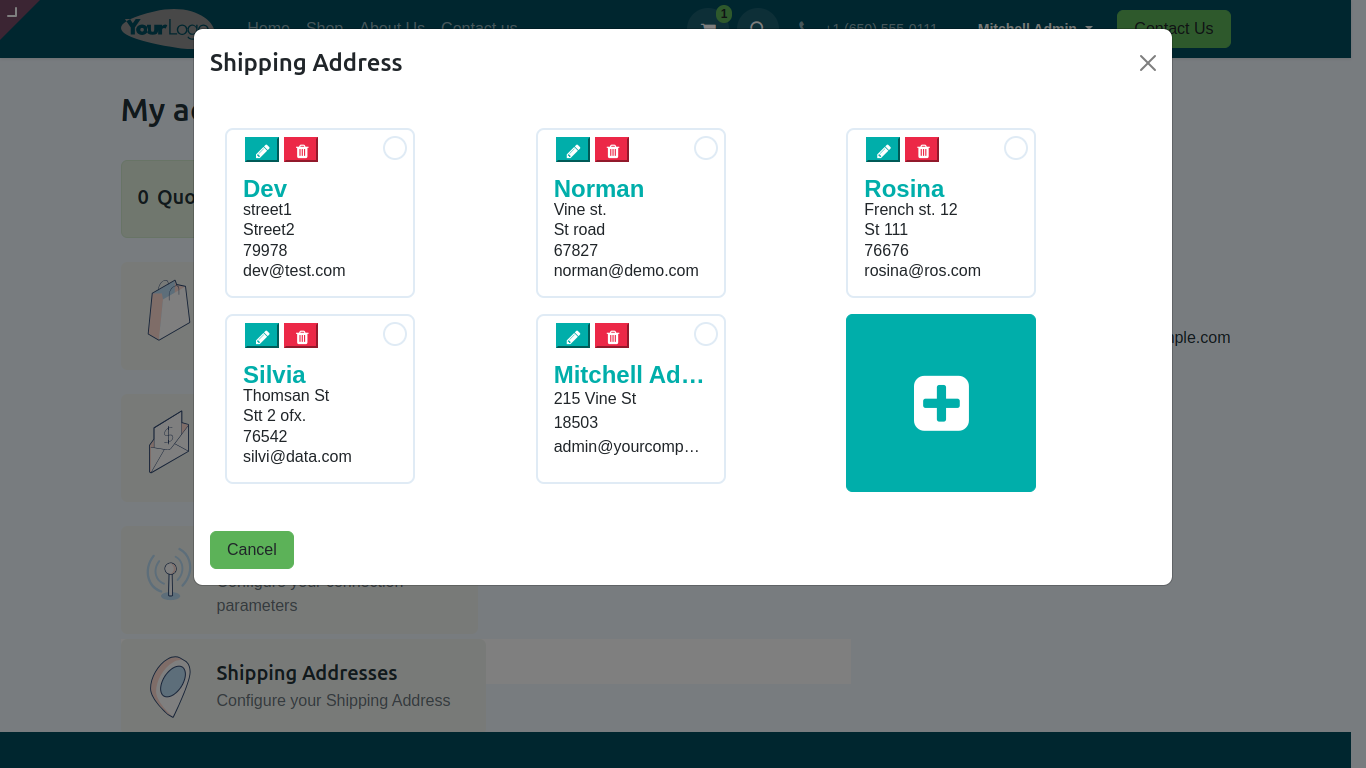 YourLogo
Home Shop About Us Contact us
1
+1 (650) 555-0111
Mitchell Admin
Contact Us
Shipping Address
My ac
0 Quo
Dev
street1
Street2
79978
dev@test.com
Norman
Vine st.
St road
67827
norman@demo.com
Rosina
French st. 12
St 111
76676
rosina@ros.com
Silvia
Thomsan St
Stt 2 ofx.
76542
silvi@data.com
Mitchell Ad...
215 Vine St
18503
admin@yourcomp...
mple.com
$
Cancel
Configure your connection
parameters
Shipping Addresses
Configure your Shipping Address